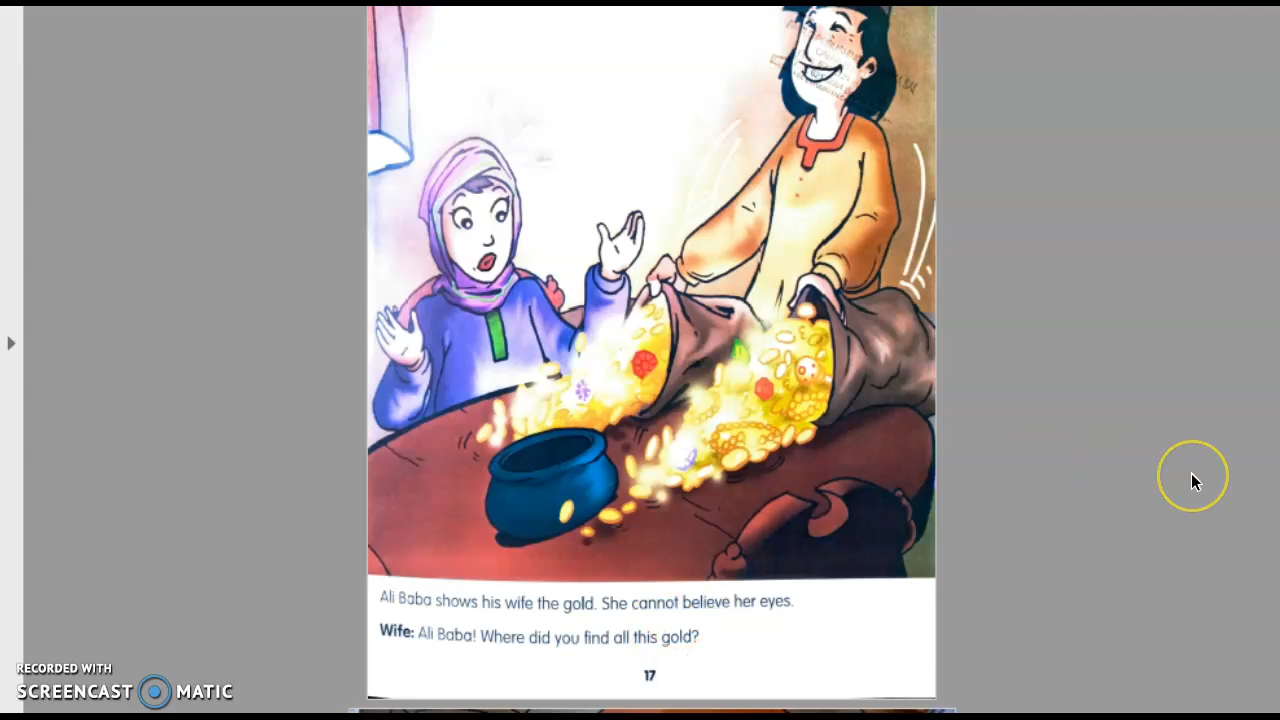 Ali Baba shows his wife the gold. She cannot believe her eyes.
Wife: Ali Baba! Where did you find all this gold?
17
RECORDED WITH
SCREENCAST MATIC